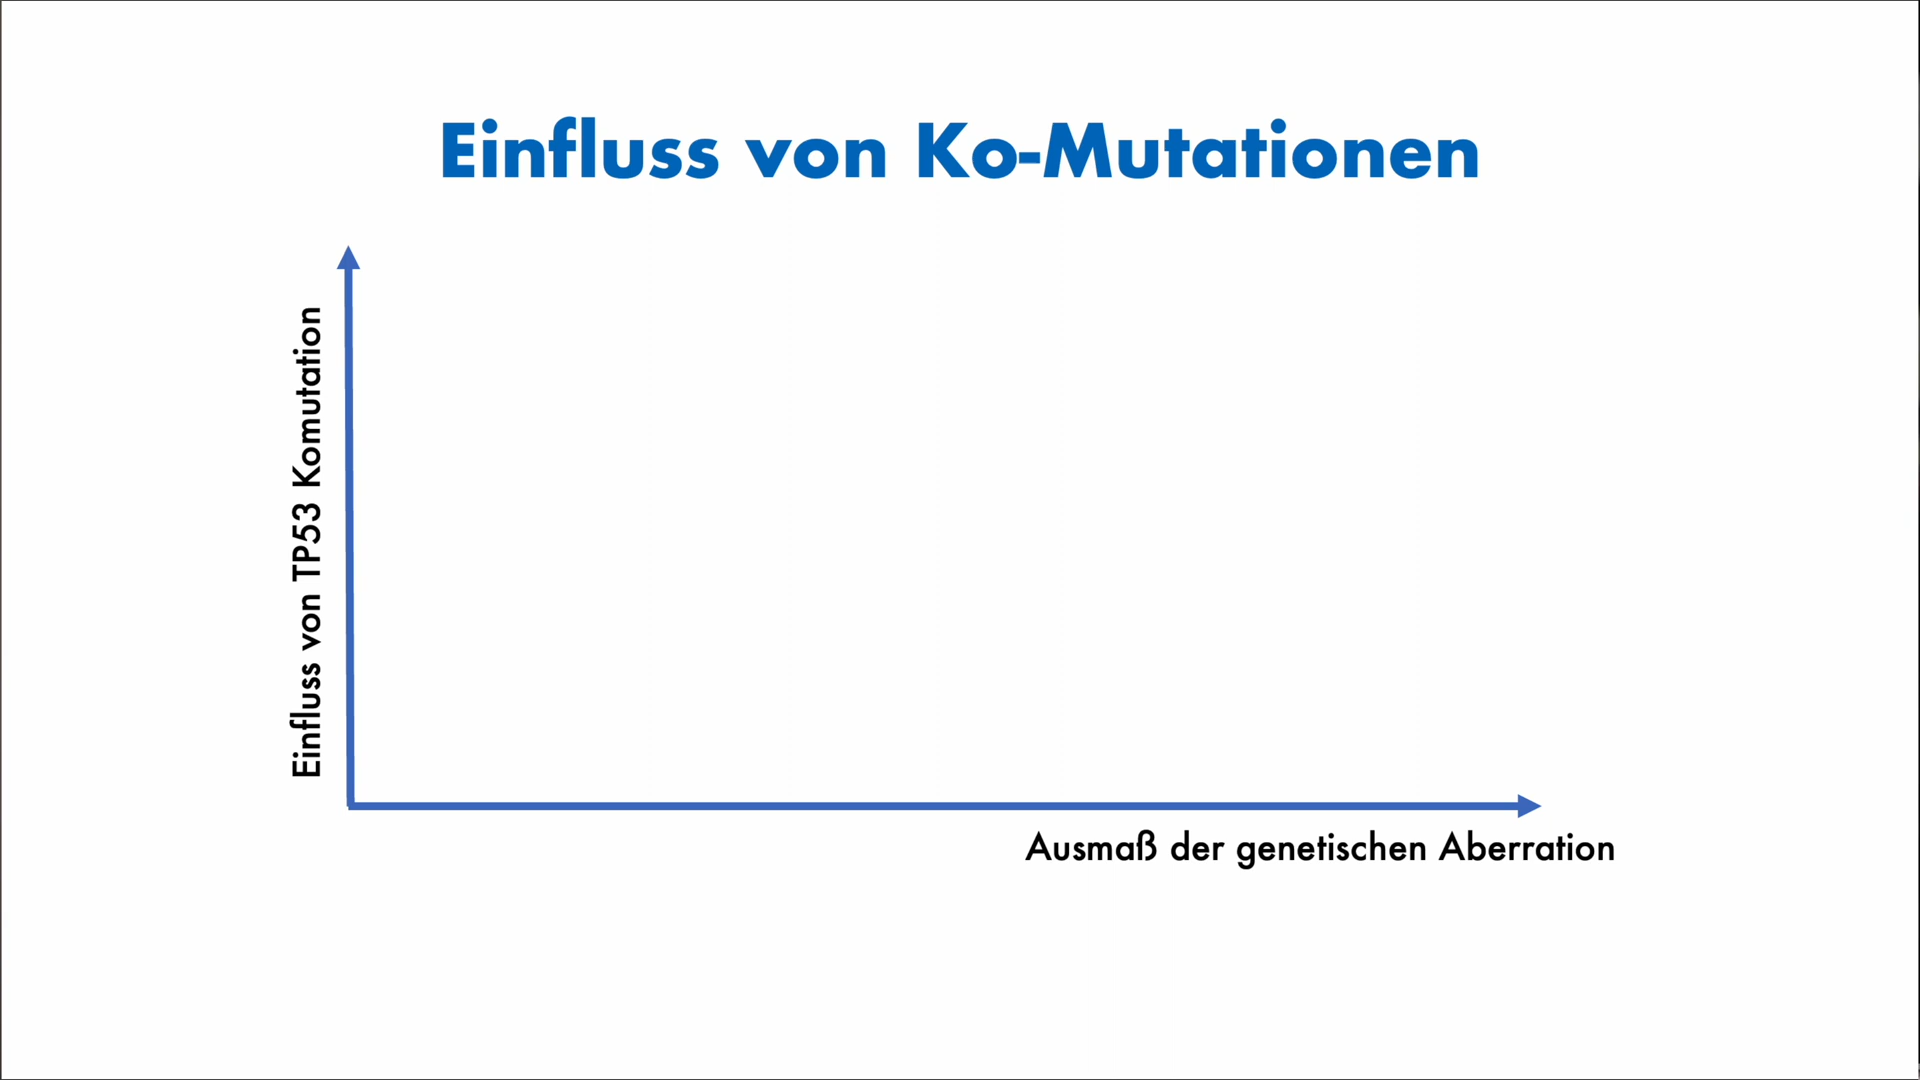 Einfluss von Ko-Mutationen
Einfluss von TP53 Komutation
Ausmaß der genetischen Aberration